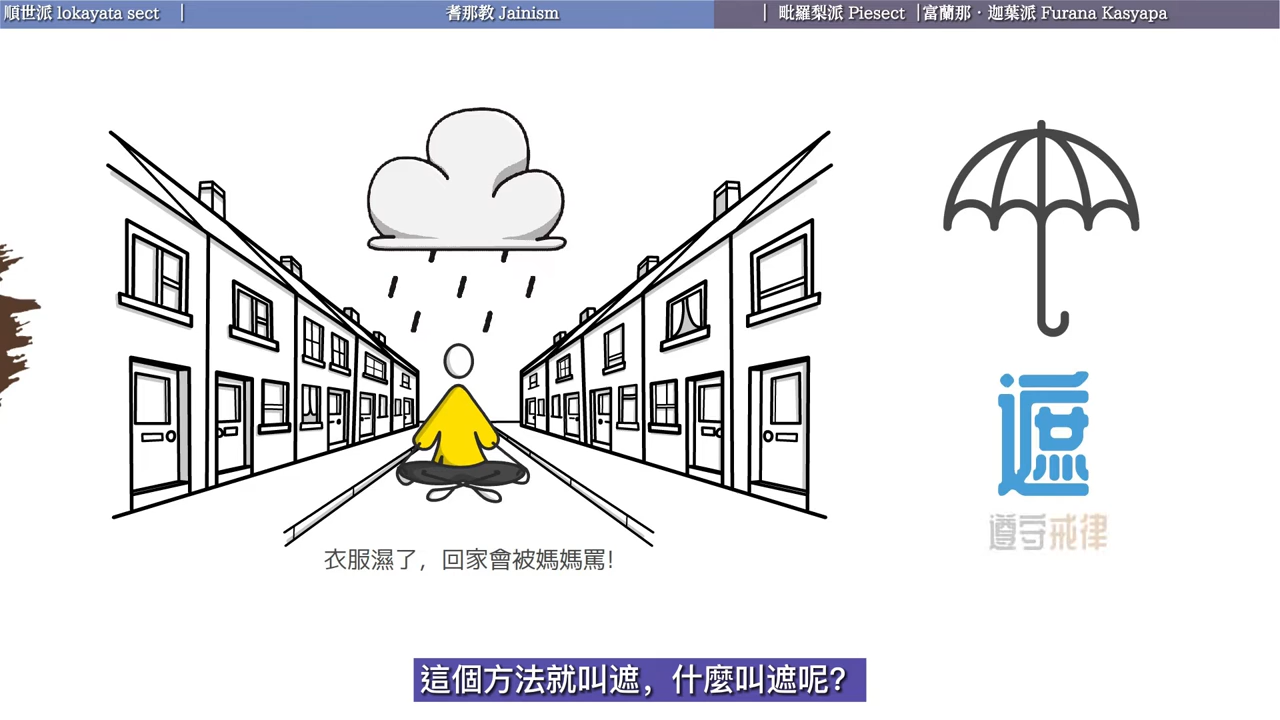 順世派 lokayata sect | 耆那教 Jainism | 毗羅梨派 Piesect |富蘭那·迦葉派 Furana Kasyapa
遮
遵守戒律
衣服濕了，回家會被媽媽罵!
這個方法就叫遮，什麼叫遮呢?